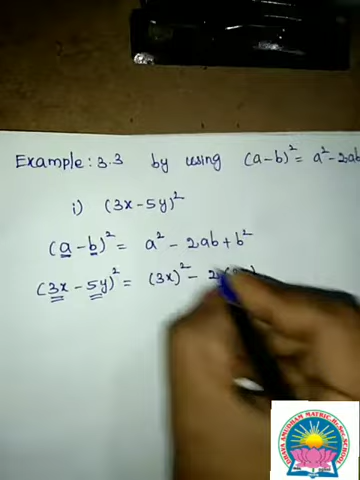 Example: 3.3 by using (a-b)² = a² - 2ab
i) (3x-5y)²
(a-b)² = a² - 2ab + b²
(3x-5y)² = (3x)² - 2